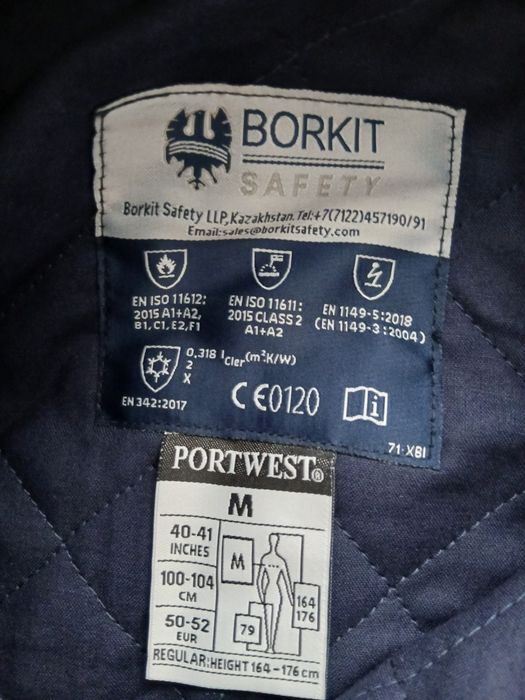 BORKIT
SAFETY
Borkit Safety LLP, Kazakhstan. Tel:+7(7122)457190/91
Email:sales@borkitsafety.com
EN ISO 11612:
2015 A1+A2,
B1, C1, E2, F1
EN ISO 11611:
2015 CLASS 2
A1+A2
EN 1149-5:2018
(EN 1149-3:2004)
0,318 Icler(m²K/W)
2
X
EN 342:2017
CE0120
i
71-XBI
PORTWEST®
M
40-41
INCHES
100-104
CM
50-52
EUR
M
164
176
79
REGULAR:HEIGHT 164-176 cm